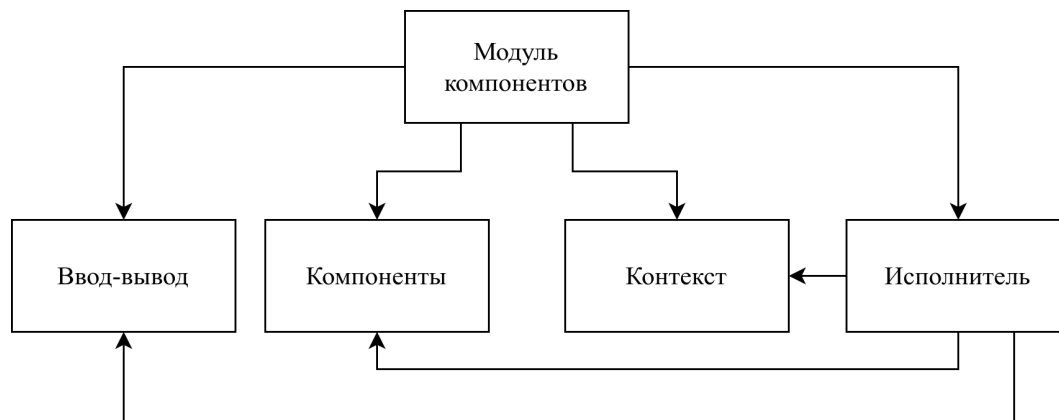 Модуль
компонентов
Ввод-вывод
Компоненты
Контекст
Исполнитель